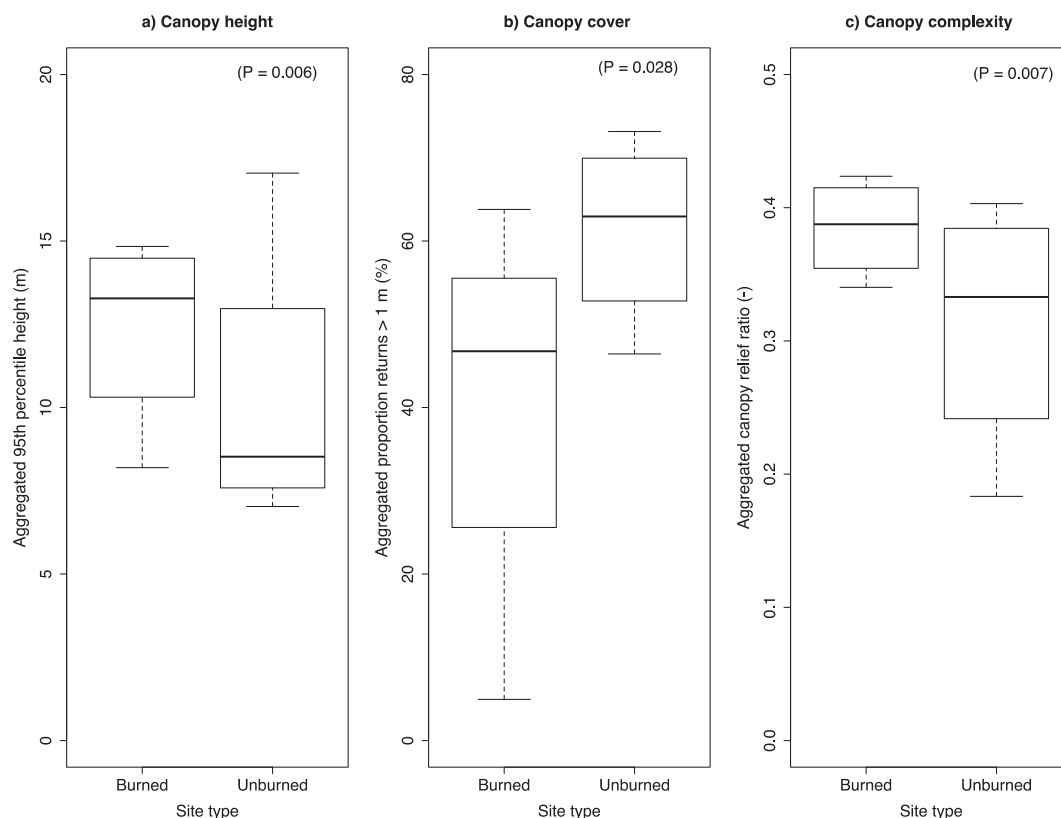 a) Canopy height
(P = 0.006)
Aggregated 95th percentile height (m)
20
15
10
5
0
Burned
Unburned
Site type
b) Canopy cover
(P = 0.028)
Aggregated proportion returns > 1 m (%)
80
60
40
20
0
Burned
Unburned
Site type
c) Canopy complexity
(P = 0.007)
Aggregated canopy relief ratio (-)
0.5
0.4
0.3
0.2
0.1
0.0
Burned
Unburned
Site type